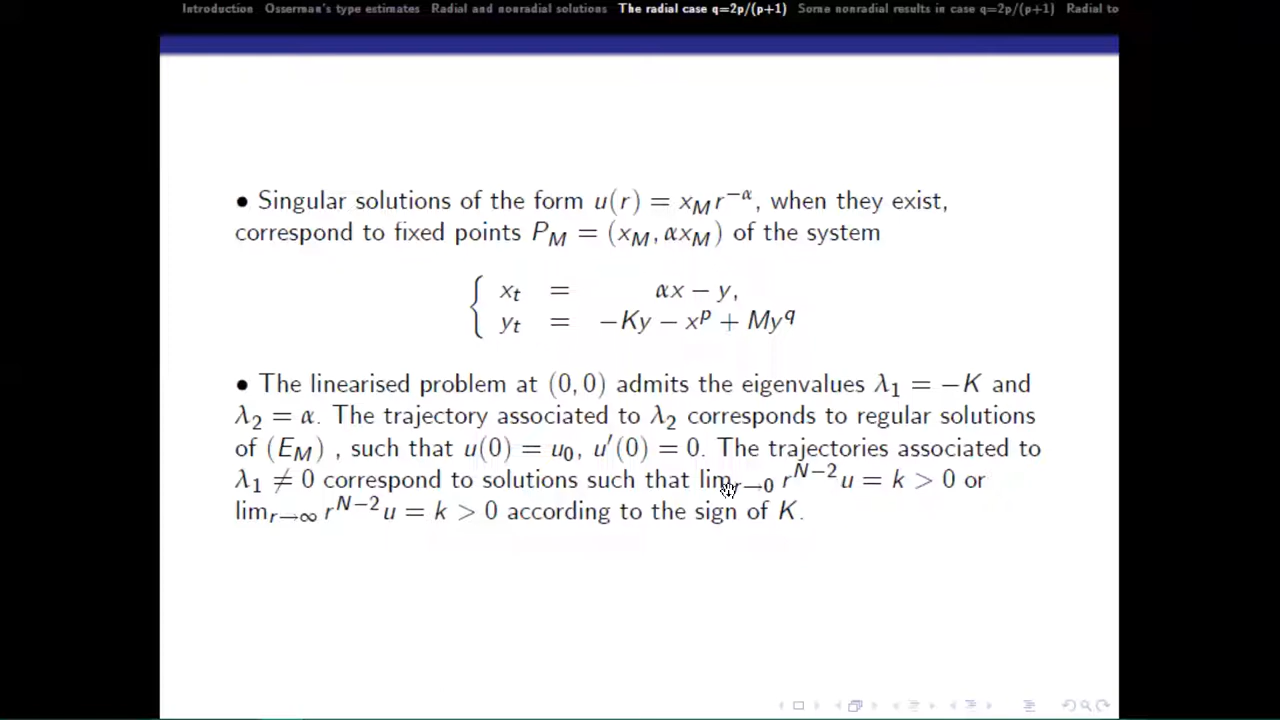 Introduction Osserman's type estimates Radial and nonradial solutions The radial case q=2p/(p+1) Some nonradial results in case q=2p/(p+1) Radial to
• Singular solutions of the form u(r) = x_M r^{−α}, when they exist,
correspond to fixed points P_M = (x_M, αx_M) of the system
{ x_t = αx − y,
y_t = −Ky − x^p + My^q
• The linearised problem at (0, 0) admits the eigenvalues λ_1 = −K and
λ_2 = α. The trajectory associated to λ_2 corresponds to regular solutions
of (E_M) , such that u(0) = u_0, u′(0) = 0. The trajectories associated to
λ_1 ≠ 0 correspond to solutions such that lim_{r→0} r^{N−2}u = k > 0 or
lim_{r→∞} r^{N−2}u = k > 0 according to the sign of K.